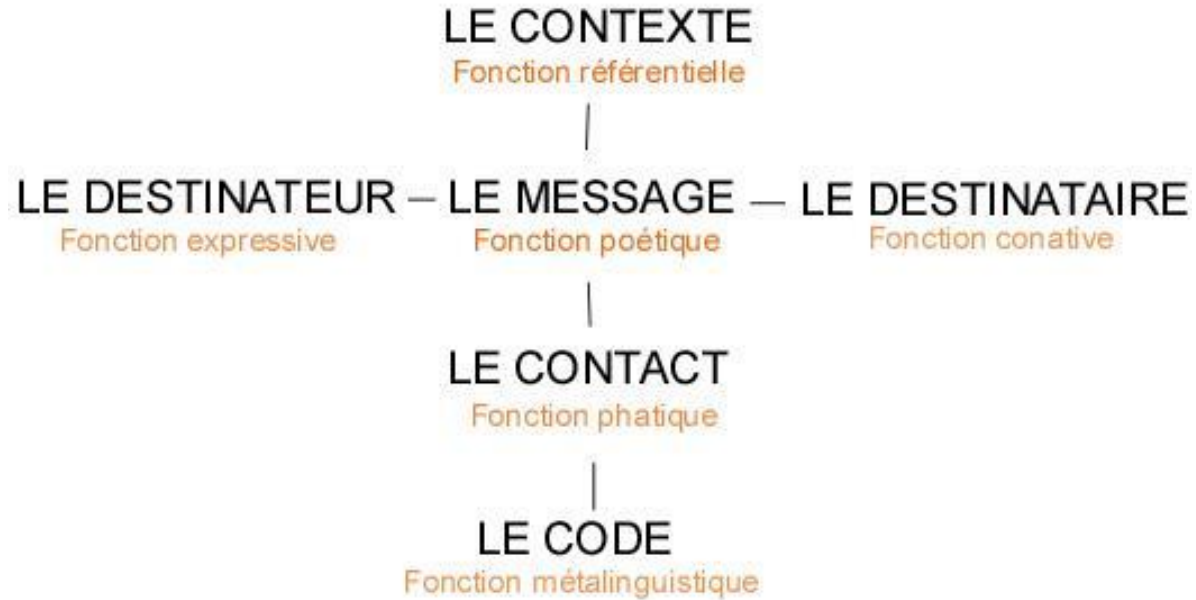 LE CONTEXTE
Fonction référentielle
LE DESTINATEUR – LE MESSAGE — LE DESTINATAIRE
Fonction expressive Fonction poétique Fonction conative
LE CONTACT
Fonction phatique
LE CODE
Fonction métalinguistique